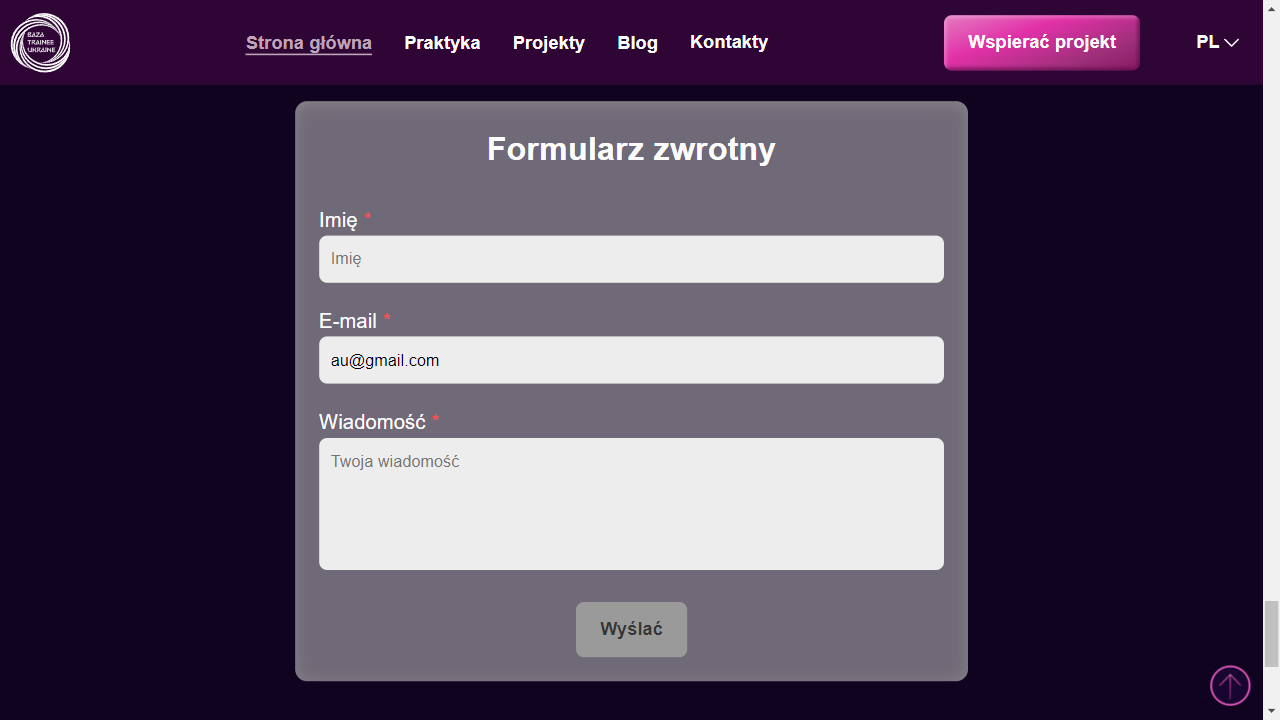 BAZA
TRAINEE
UKRAINE
Strona główna Praktyka Projekty Blog Kontakty Wspierać projekt PL
Formularz zwrotny
Imię *
Imię
E-mail *
au@gmail.com
Wiadomość *
Twoja wiadomość
Wyślać